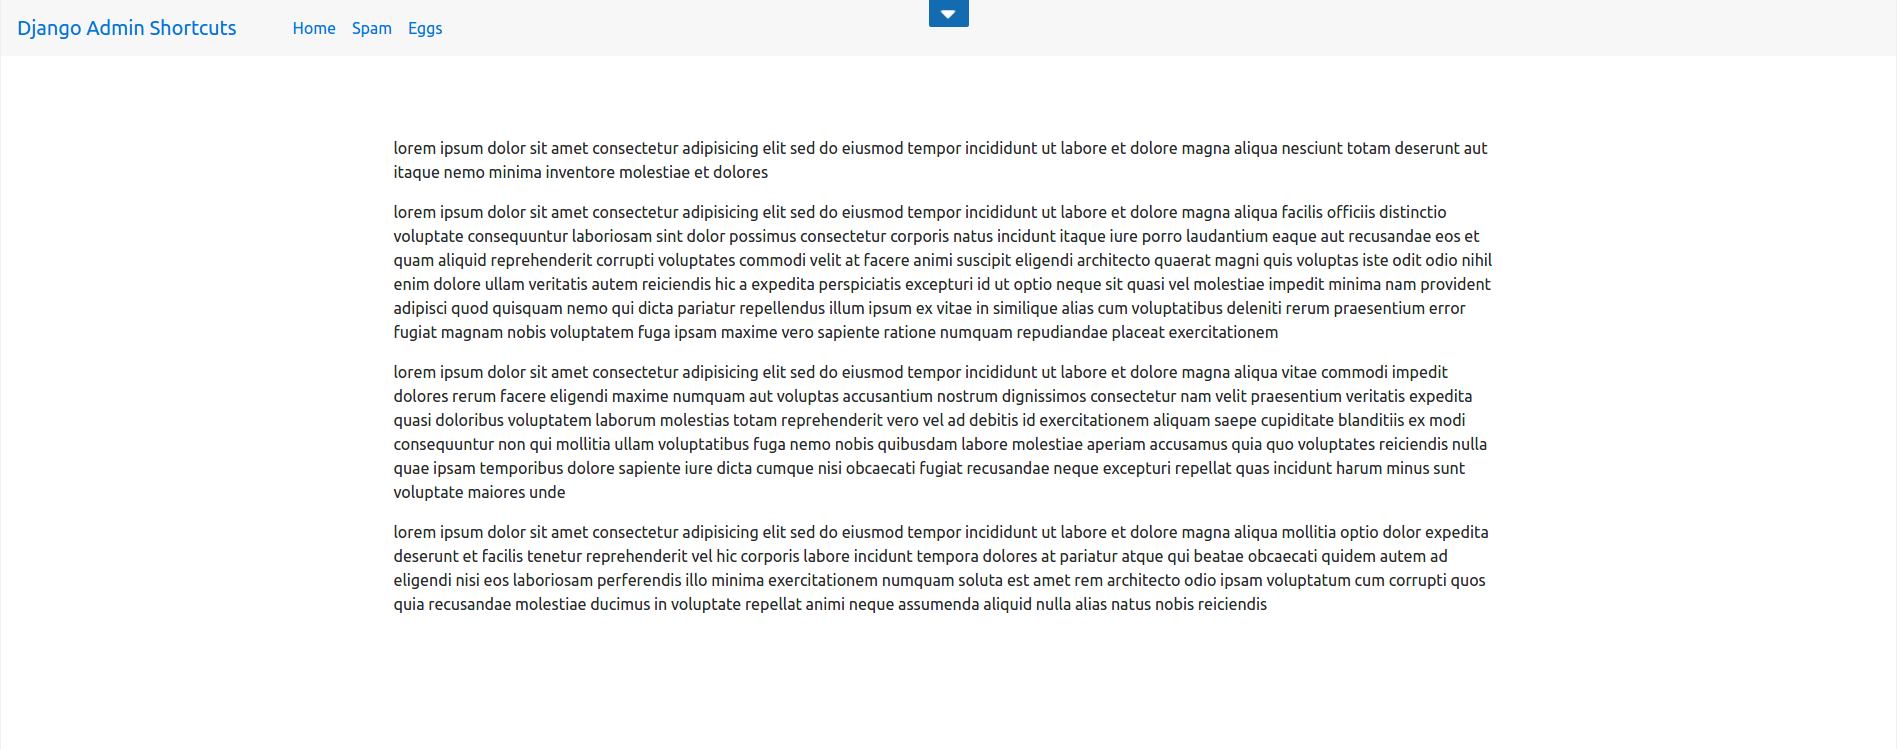 Django Admin Shortcuts Home Spam Eggs
lorem ipsum dolor sit amet consectetur adipisicing elit sed do eiusmod tempor incididunt ut labore et dolore magna aliqua nesciunt totam deserunt aut
itaque nemo minima inventore molestiae et dolores
lorem ipsum dolor sit amet consectetur adipisicing elit sed do eiusmod tempor incididunt ut labore et dolore magna aliqua facilis officiis distinctio
voluptate consequuntur laboriosam sint dolor possimus consectetur corporis natus incidunt itaque iure porro laudantium eaque aut recusandae eos et
quam aliquid reprehenderit corrupti voluptates commodi velit at facere animi suscipit eligendi architecto quaerat magni quis voluptas iste odit odio nihil
enim dolore ullam veritatis autem reiciendis hic a expedita perspiciatis excepturi id ut optio neque sit quasi vel molestiae impedit minima nam provident
adipisci quod quisquam nemo qui dicta pariatur repellendus illum ipsum ex vitae in similique alias cum voluptatibus deleniti rerum praesentium error
fugiat magnam nobis voluptatem fuga ipsam maxime vero sapiente ratione numquam repudiandae placeat exercitationem
lorem ipsum dolor sit amet consectetur adipisicing elit sed do eiusmod tempor incididunt ut labore et dolore magna aliqua vitae commodi impedit
dolores rerum facere eligendi maxime numquam aut voluptas accusantium nostrum dignissimos consectetur nam velit praesentium veritatis expedita
quasi doloribus voluptatem laborum molestias totam reprehenderit vero vel ad debitis id exercitationem aliquam saepe cupiditate blanditiis ex modi
consequuntur non qui mollitia ullam voluptatibus fuga nemo nobis quibusdam labore molestiae aperiam accusamus quia quo voluptates reiciendis nulla
quae ipsam temporibus dolore sapiente iure dicta cumque nisi obcaecati fugiat recusandae neque excepturi repellat quas incidunt harum minus sunt
voluptate maiores unde
lorem ipsum dolor sit amet consectetur adipisicing elit sed do eiusmod tempor incididunt ut labore et dolore magna aliqua mollitia optio dolor expedita
deserunt et facilis tenetur reprehenderit vel hic corporis labore incidunt tempora dolores at pariatur atque qui beatae obcaecati quidem autem ad
eligendi nisi eos laboriosam perferendis illo minima exercitationem numquam soluta est amet rem architecto odio ipsam voluptatum cum corrupti quos
quia recusandae molestiae ducimus in voluptate repellat animi neque assumenda aliquid nulla alias natus nobis reiciendis